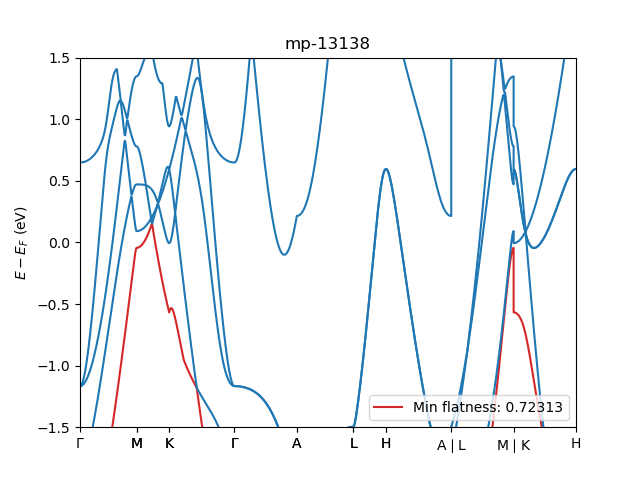 mp-13138
1.5
1.0
0.5
0.0
−0.5
−1.0
−1.5
E − E_F (eV)
Min flatness: 0.72313
Γ M K Γ A L H A | L M | K H